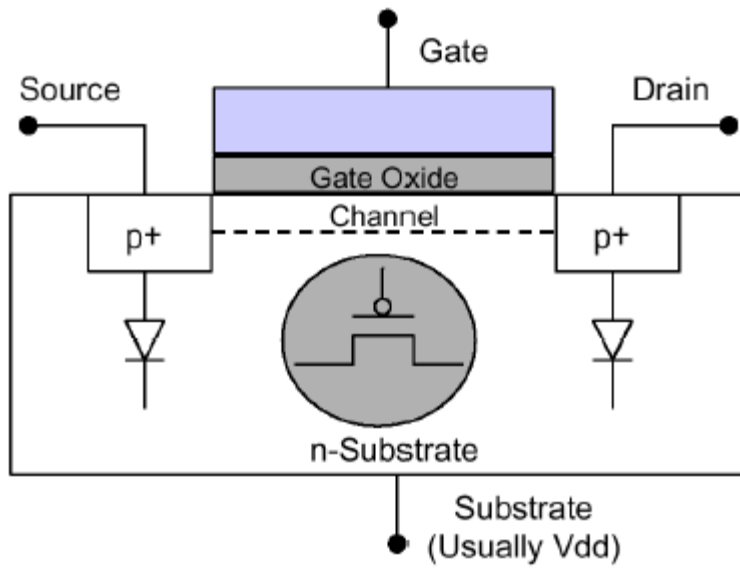 Gate
Source
Drain
Gate Oxide
Channel
p+
p+
n-Substrate
Substrate
(Usually Vdd)